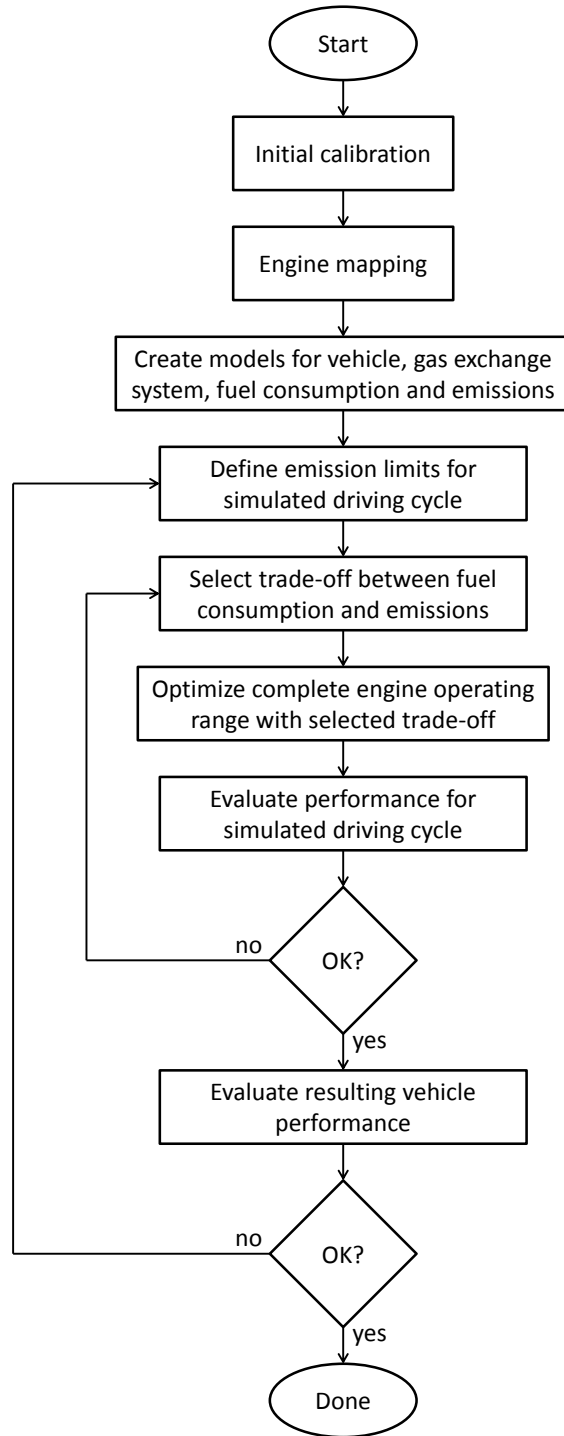 Start
Initial calibration
Engine mapping
Create models for vehicle, gas exchange
system, fuel consumption and emissions
Define emission limits for
simulated driving cycle
Select trade-off between fuel
consumption and emissions
Optimize complete engine operating
range with selected trade-off
Evaluate performance for
simulated driving cycle
no
OK?
yes
Evaluate resulting vehicle
performance
no
OK?
yes
Done